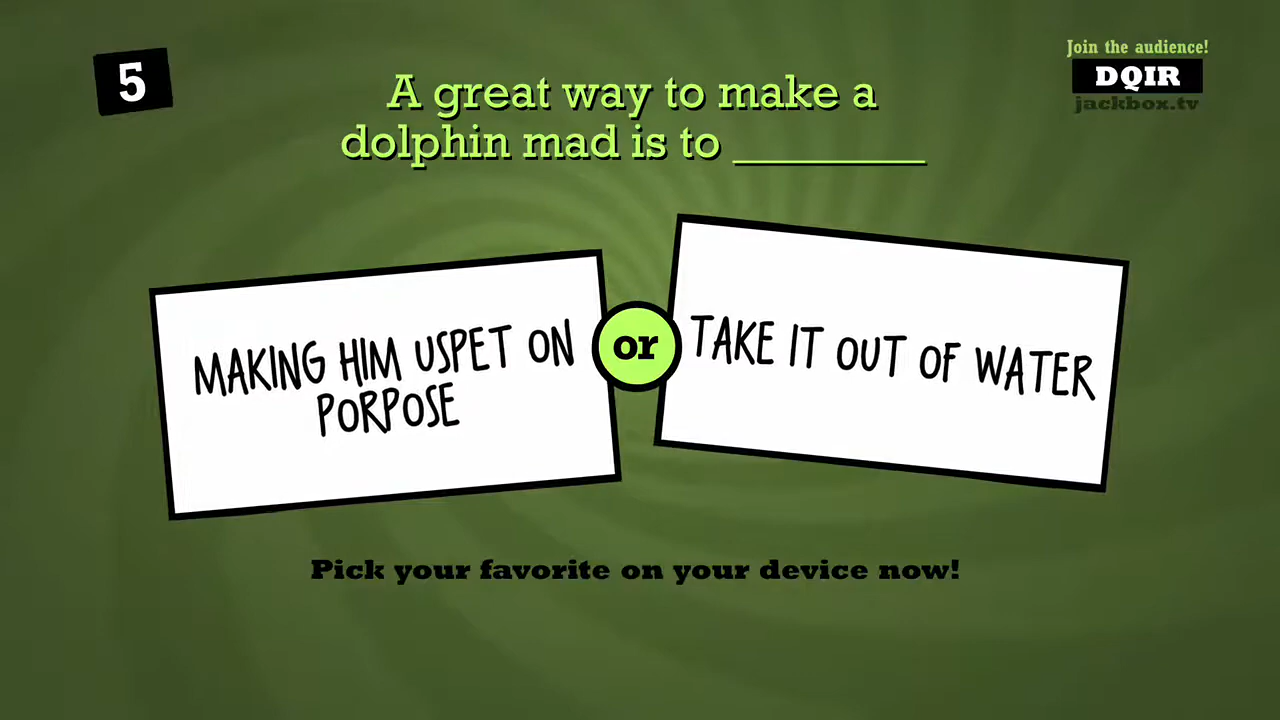 5
Join the audience!
DQIR
jackbox.tv
A great way to make a
dolphin mad is to ________
MAKING HIM USPET ON
PORPOSE
or
TAKE IT OUT OF WATER
Pick your favorite on your device now!